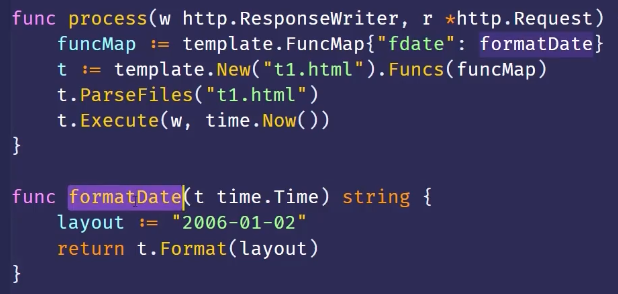 func process(w http.ResponseWriter, r *http.Request)
    funcMap := template.FuncMap{"fdate": formatDate}
    t := template.New("t1.html").Funcs(funcMap)
    t.ParseFiles("t1.html")
    t.Execute(w, time.Now())
}

func formatDate(t time.Time) string {
    layout := "2006-01-02"
    return t.Format(layout)
}